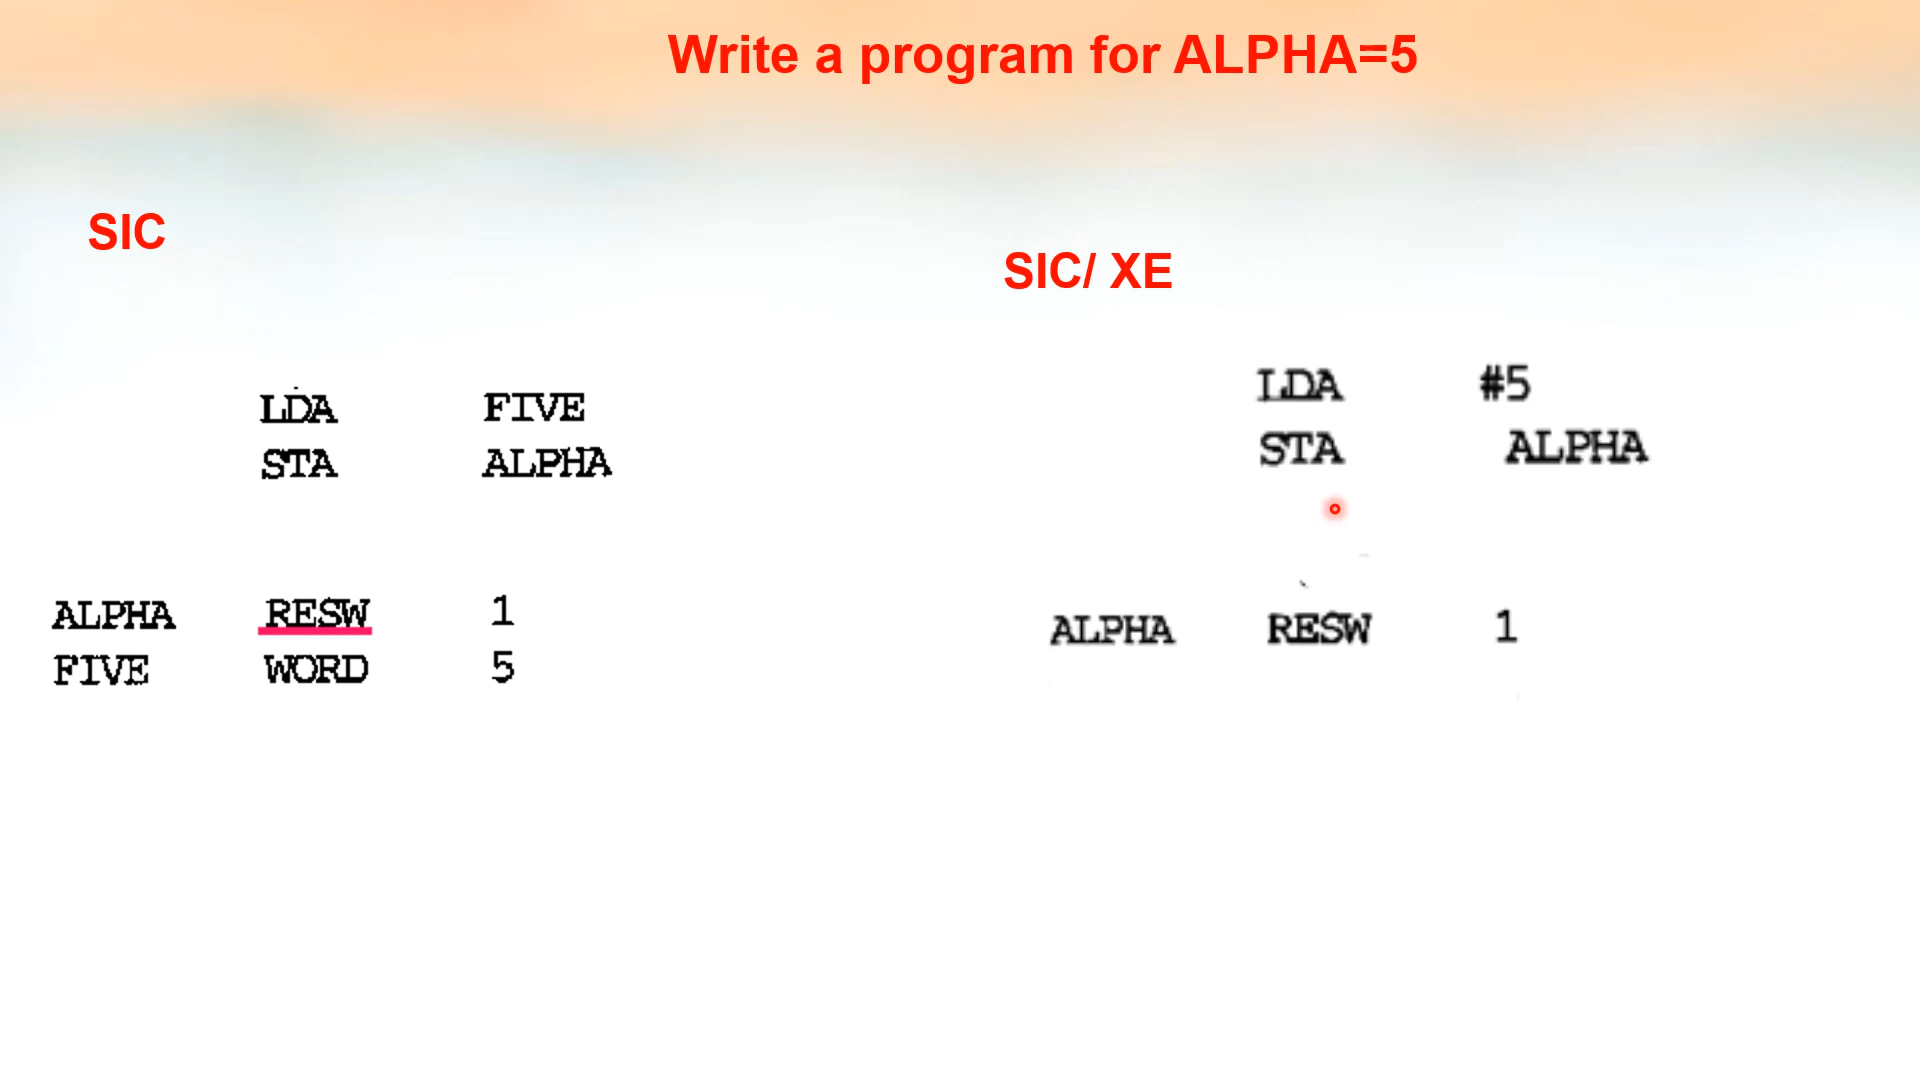 Write a program for ALPHA=5
SIC
LDA FIVE
STA ALPHA
ALPHA RESW 1
FIVE WORD 5
SIC/ XE
LDA #5
STA ALPHA
ALPHA RESW 1